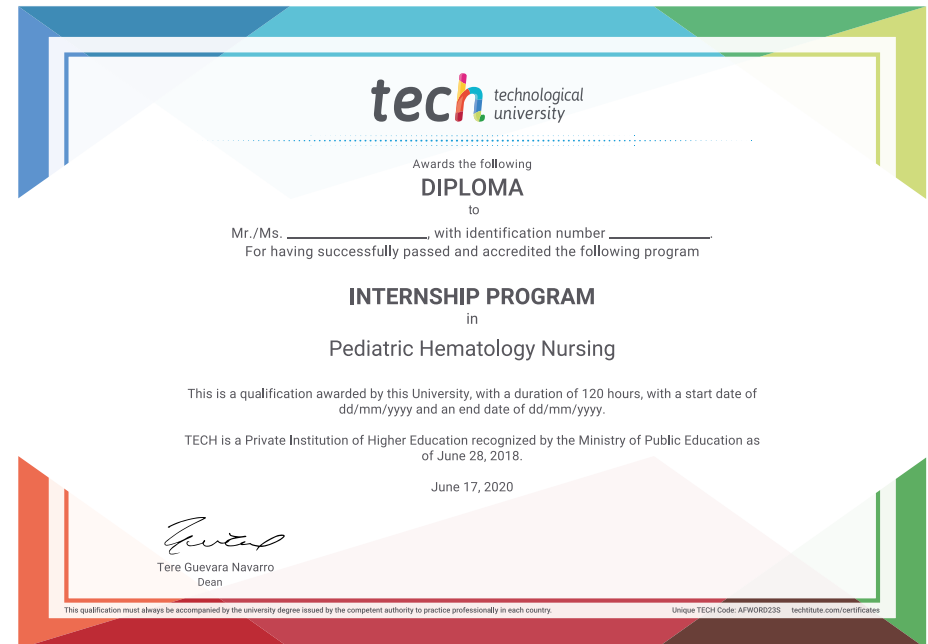 tech technological
university
Awards the following
DIPLOMA
to
Mr./Ms. ____________________, with identification number ______________.
For having successfully passed and accredited the following program
INTERNSHIP PROGRAM
in
Pediatric Hematology Nursing
This is a qualification awarded by this University, with a duration of 120 hours, with a start date of
dd/mm/yyyy and an end date of dd/mm/yyyy.
TECH is a Private Institution of Higher Education recognized by the Ministry of Public Education as
of June 28, 2018.
June 17, 2020
Tere Guevara Navarro
Dean
This qualification must always be accompanied by the university degree issued by the competent authority to practice professionally in each country.
Unique TECH Code: AFWORD23S techtitute.com/certificates